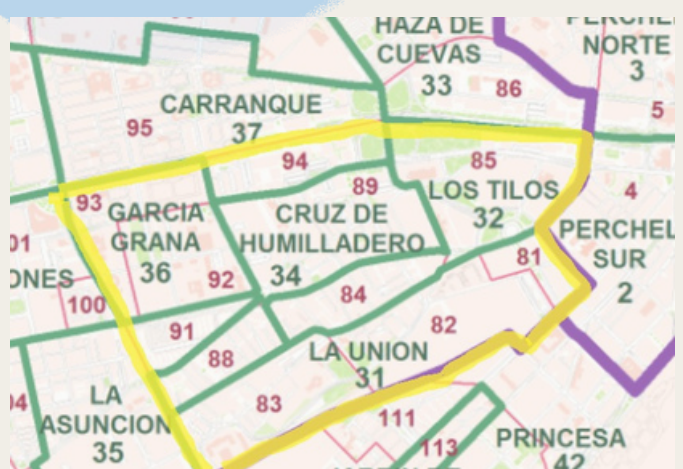 HAZA DE
CUEVAS
33
86
NORTE
3
5
CARRANQUE
37
95
94
85
89
93
GARCIA
GRANA
36
CRUZ DE
HUMILLADERO
34
LOS TILOS
32
4
PERCHEL
SUR
2
81
92
84
100
82
91
88
LA UNION
31
LA
ASUNCION
35
83
111
113
PRINCESA
42